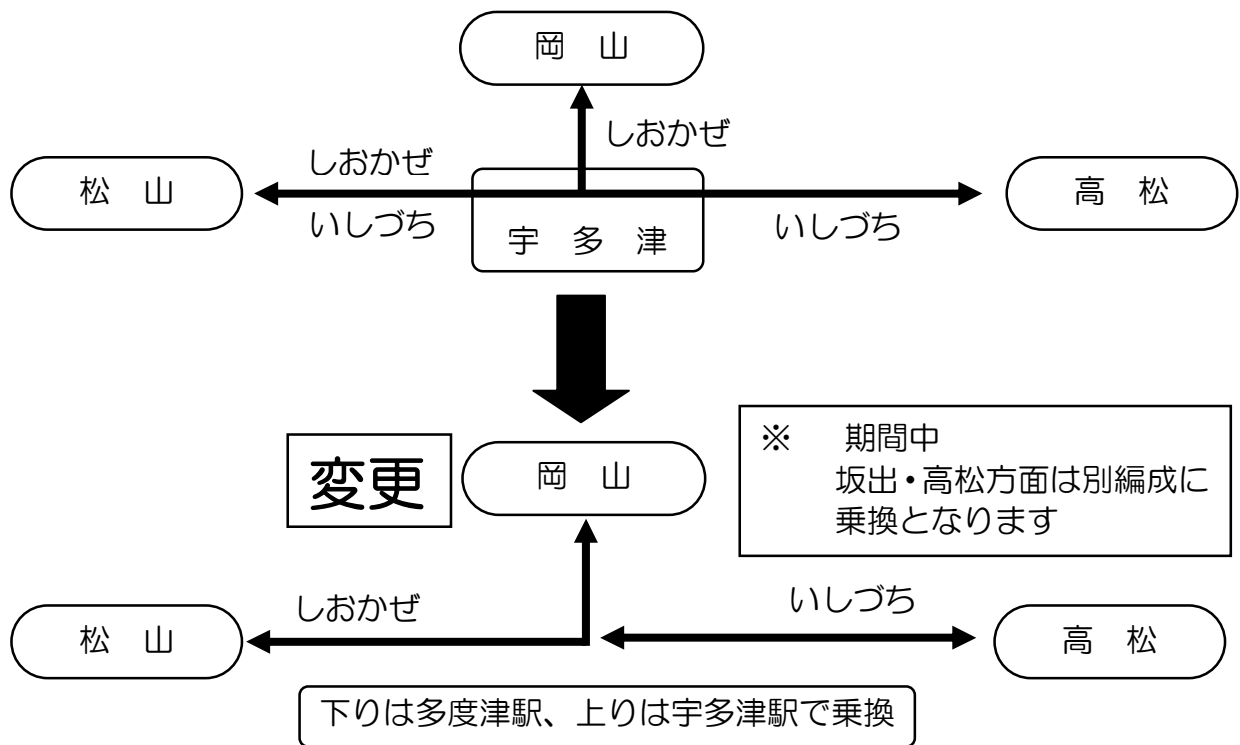 岡 山
しおかぜ
しおかぜ
松 山
高 松
いしづち
いしづち
宇 多 津
変更
岡 山
※ 期間中
坂出・高松方面は別編成に
乗換となります
しおかぜ
いしづち
松 山
高 松
下りは多度津駅、上りは宇多津駅で乗換